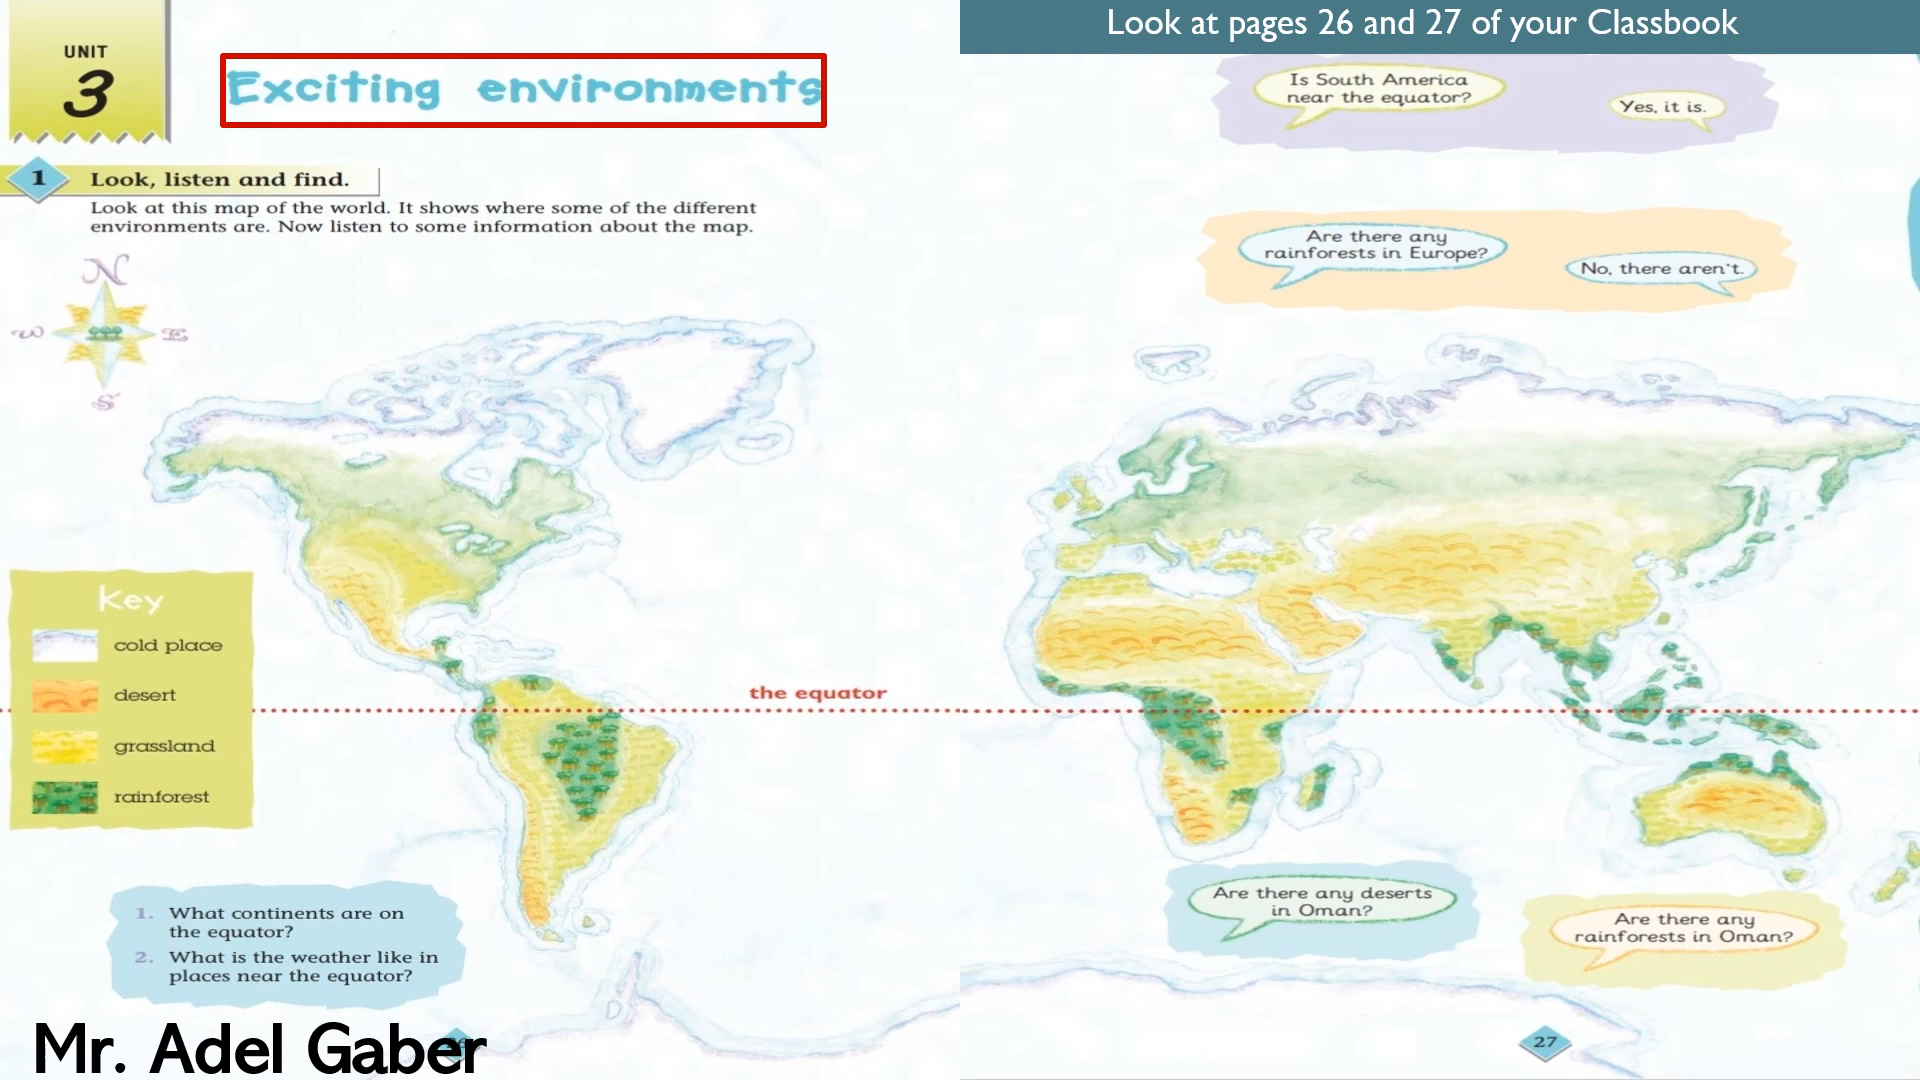 UNIT
3
Exciting environments
1 Look, listen and find.
Look at this map of the world. It shows where some of the different
environments are. Now listen to some information about the map.
N
W
E
S
Key
cold place
desert
grassland
rainforest
the equator
1. What continents are on
the equator?
2. What is the weather like in
places near the equator?
Mr. Adel Gaber
Look at pages 26 and 27 of your Classbook
Is South America
near the equator?
Yes, it is.
Are there any
rainforests in Europe?
No, there aren't.
Are there any deserts
in Oman?
Are there any
rainforests in Oman?
27